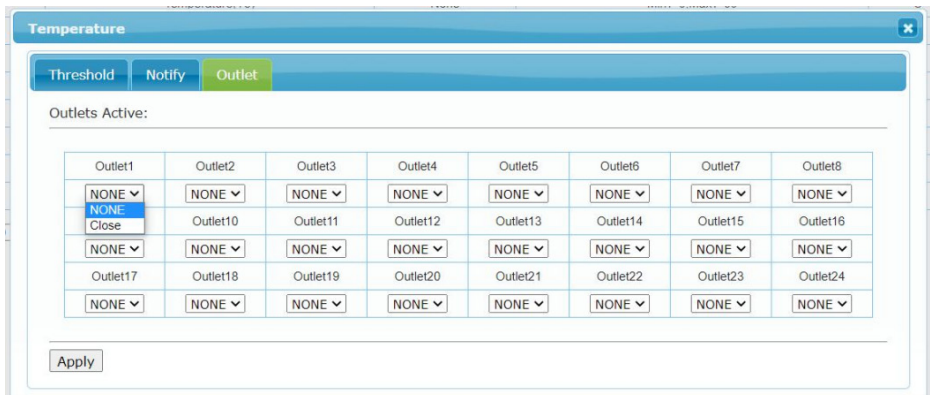 Temperature
Threshold Notify Outlet
Outlets Active:
Outlet1 Outlet2 Outlet3 Outlet4 Outlet5 Outlet6 Outlet7 Outlet8
NONE NONE NONE NONE NONE NONE NONE NONE
NONE
Close
Outlet10 Outlet11 Outlet12 Outlet13 Outlet14 Outlet15 Outlet16
NONE NONE NONE NONE NONE NONE NONE NONE
Outlet17 Outlet18 Outlet19 Outlet20 Outlet21 Outlet22 Outlet23 Outlet24
NONE NONE NONE NONE NONE NONE NONE NONE
Apply